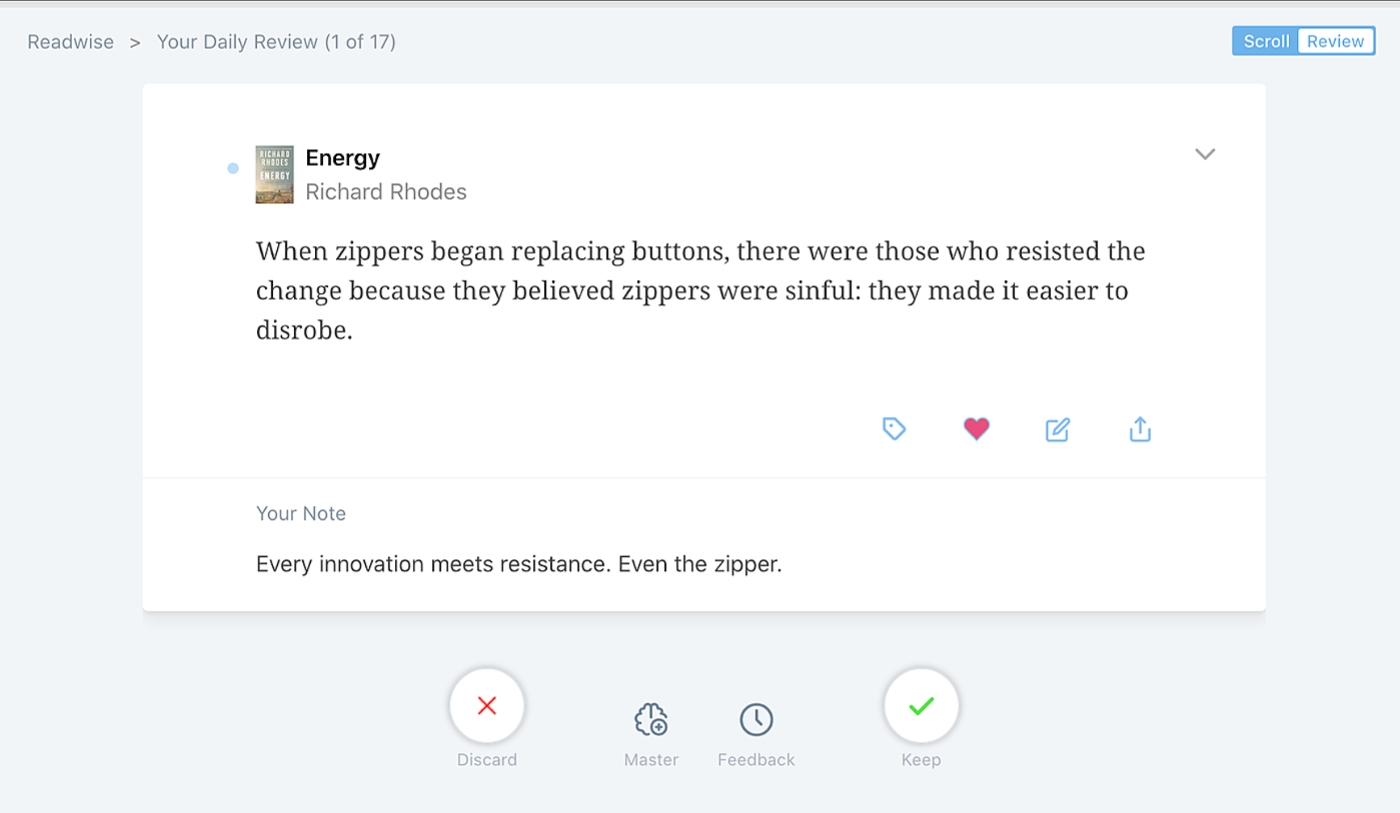 Readwise > Your Daily Review (1 of 17)
Scroll Review
RICHARD
RHODES
ENERGY
Energy
Richard Rhodes
When zippers began replacing buttons, there were those who resisted the
change because they believed zippers were sinful: they made it easier to
disrobe.
Your Note
Every innovation meets resistance. Even the zipper.
Discard Master Feedback Keep